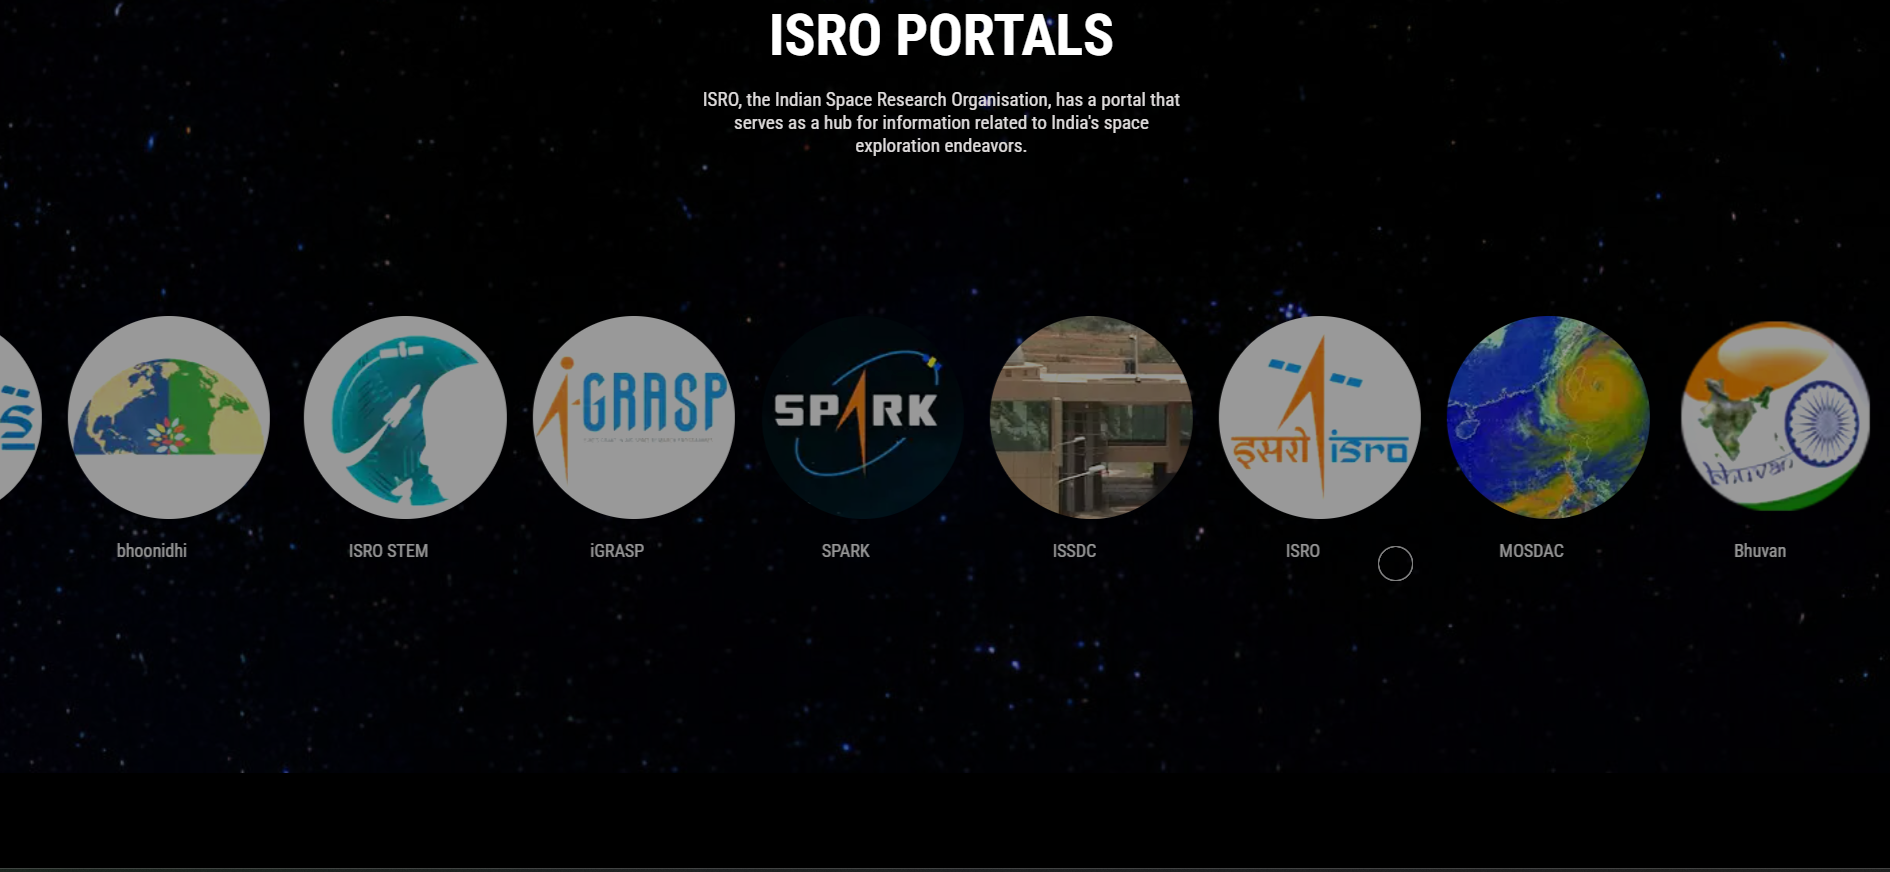 ISRO PORTALS
ISRO, the Indian Space Research Organisation, has a portal that
serves as a hub for information related to India's space
exploration endeavors.
i-GRASP
SPARK
इसरो isro
bhuvan
bhoonidhi
ISRO STEM
iGRASP
SPARK
ISSDC
ISRO
MOSDAC
Bhuvan